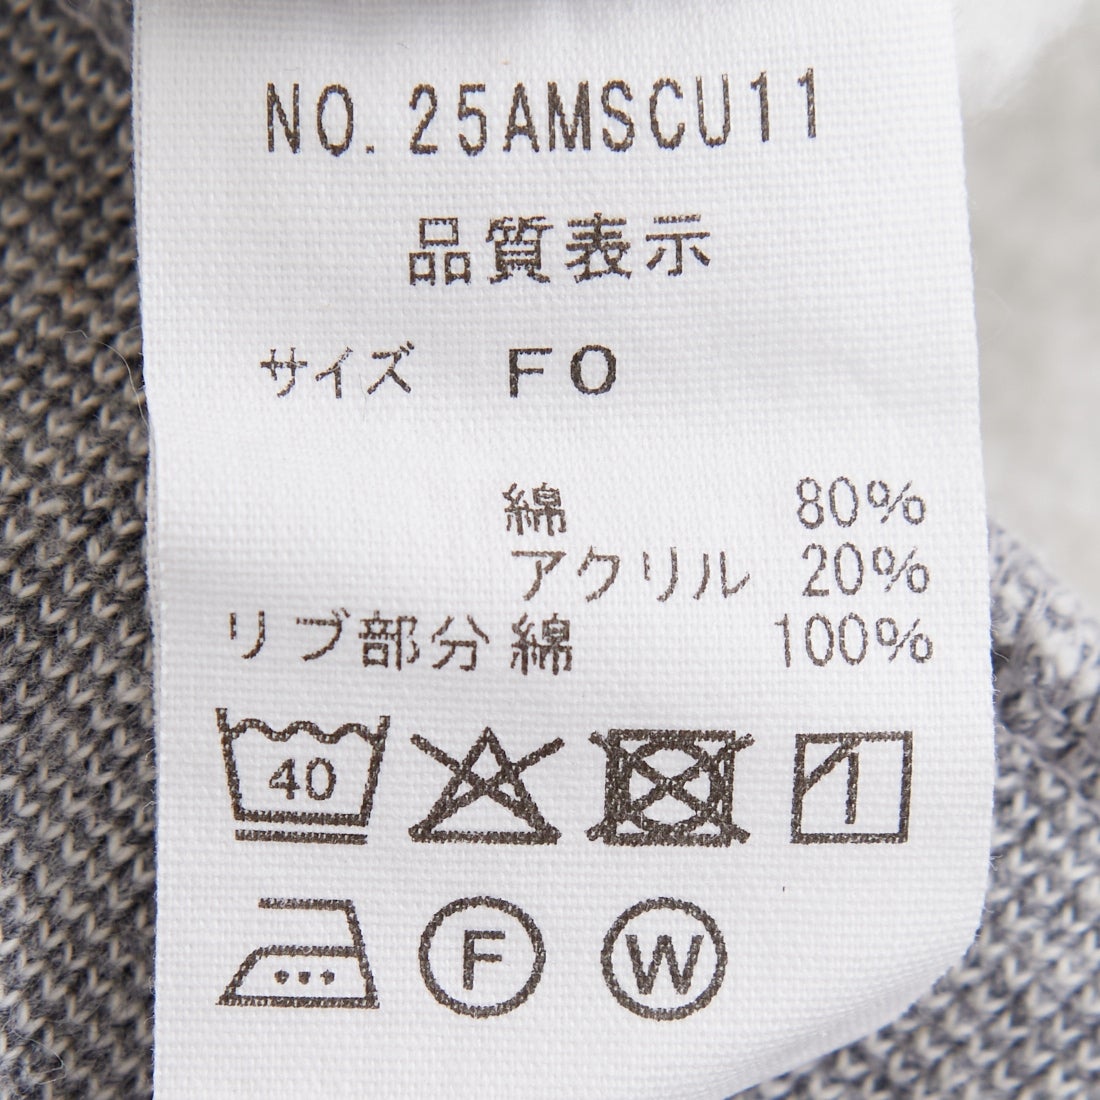 NO. 25AMSCU11
品質表示
サイズ FO
綿 80%
アクリル 20%
リブ部分 綿 100%
40
F W